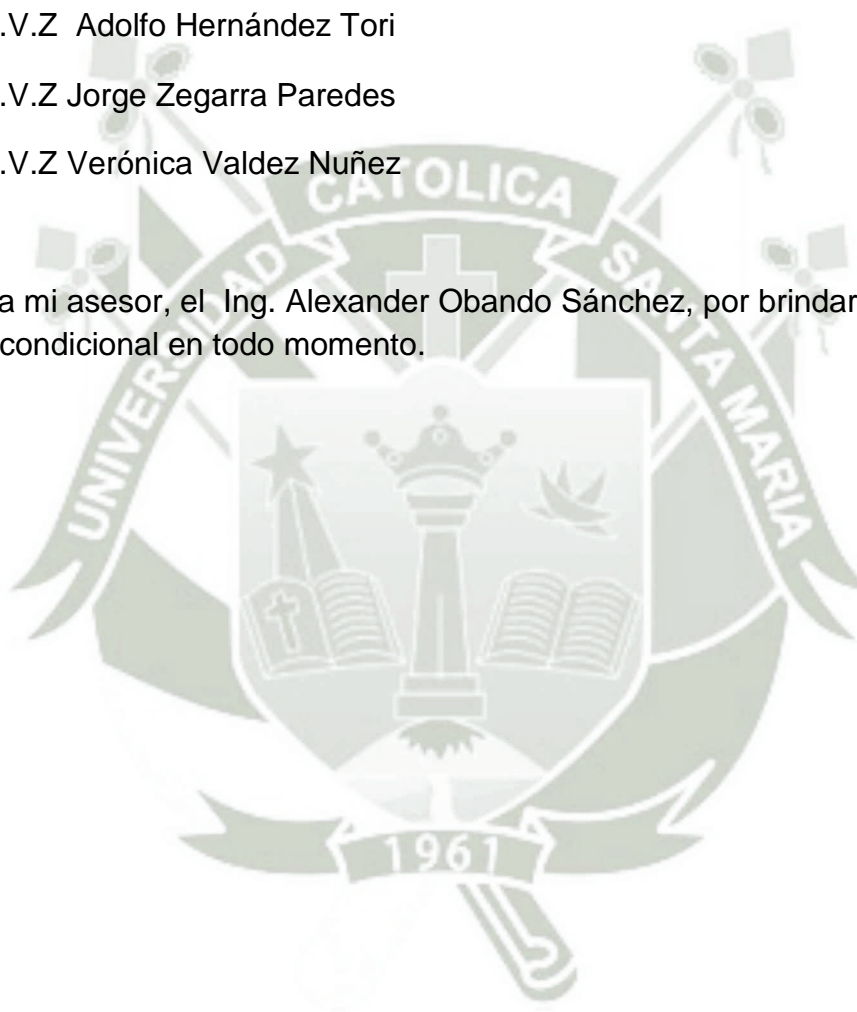 .V.Z Adolfo Hernández Tori
.V.Z Jorge Zegarra Paredes
.V.Z Verónica Valdez Nuñez
a mi asesor, el Ing. Alexander Obando Sánchez, por brindar
condicional en todo momento.
UNIVERSIDAD CATOLICA SANTA MARIA
1961